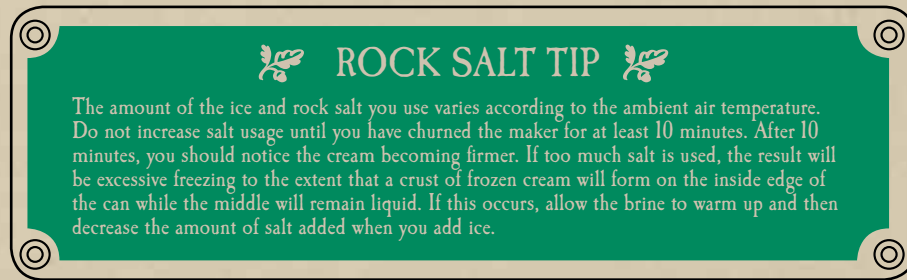 ROCK SALT TIP
The amount of the ice and rock salt you use varies according to the ambient air temperature.
Do not increase salt usage until you have churned the maker for at least 10 minutes. After 10
minutes, you should notice the cream becoming firmer. If too much salt is used, the result will
be excessive freezing to the extent that a crust of frozen cream will form on the inside edge of
the can while the middle will remain liquid. If this occurs, allow the brine to warm up and then
decrease the amount of salt added when you add ice.